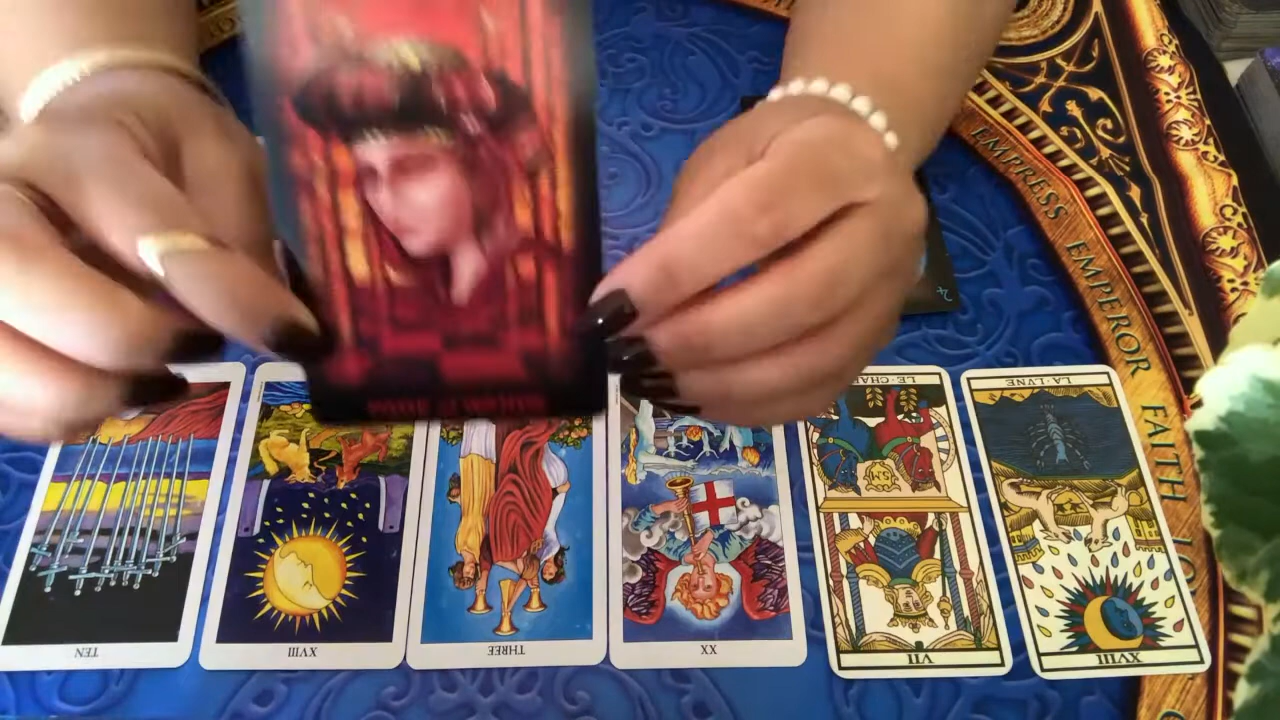 EMPRESS
EMPEROR
FAITH
LE·CHA
LA·LVNE
TEN
XVIII
THREE
XX
VII
XVIII